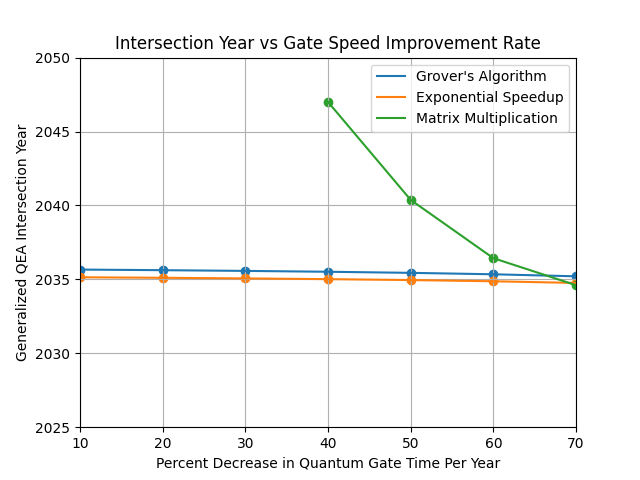 Intersection Year vs Gate Speed Improvement Rate
Generalized QEA Intersection Year
2050
2045
2040
2035
2030
2025
Grover's Algorithm
Exponential Speedup
Matrix Multiplication
10 20 30 40 50 60 70
Percent Decrease in Quantum Gate Time Per Year